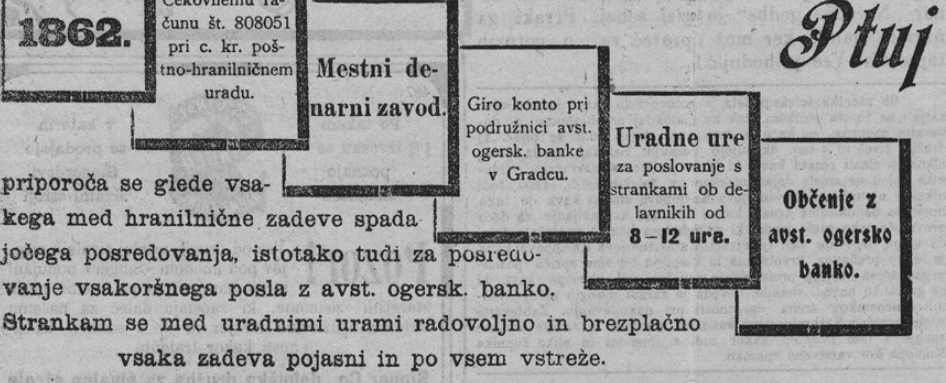 1862.
Čekovnemu ra-
čunu št. 808051
pri c. kr. poš-
tno-hranilničnem
uradu.
Mestni de-
narni zavod.
Giro konto pri
podružnici avst.
ogersk. banke
v Gradcu.
Uradne ure
za poslovanje s
strankami ob de-
lavnikih od
8–12 ure.
Občenje z
avst. ogersko
banko.
Ptuj
priporoča se glede vsa-
kega med hranilnične zadeve spada
jočega posredovanja, istotako tudi za posredo-
vanje vsakoršnega posla z avst. ogersk. banko.
Strankam se med uradnimi urami radovoljno in brezplačno
vsaka zadeva pojasni in po vsem vstreže.